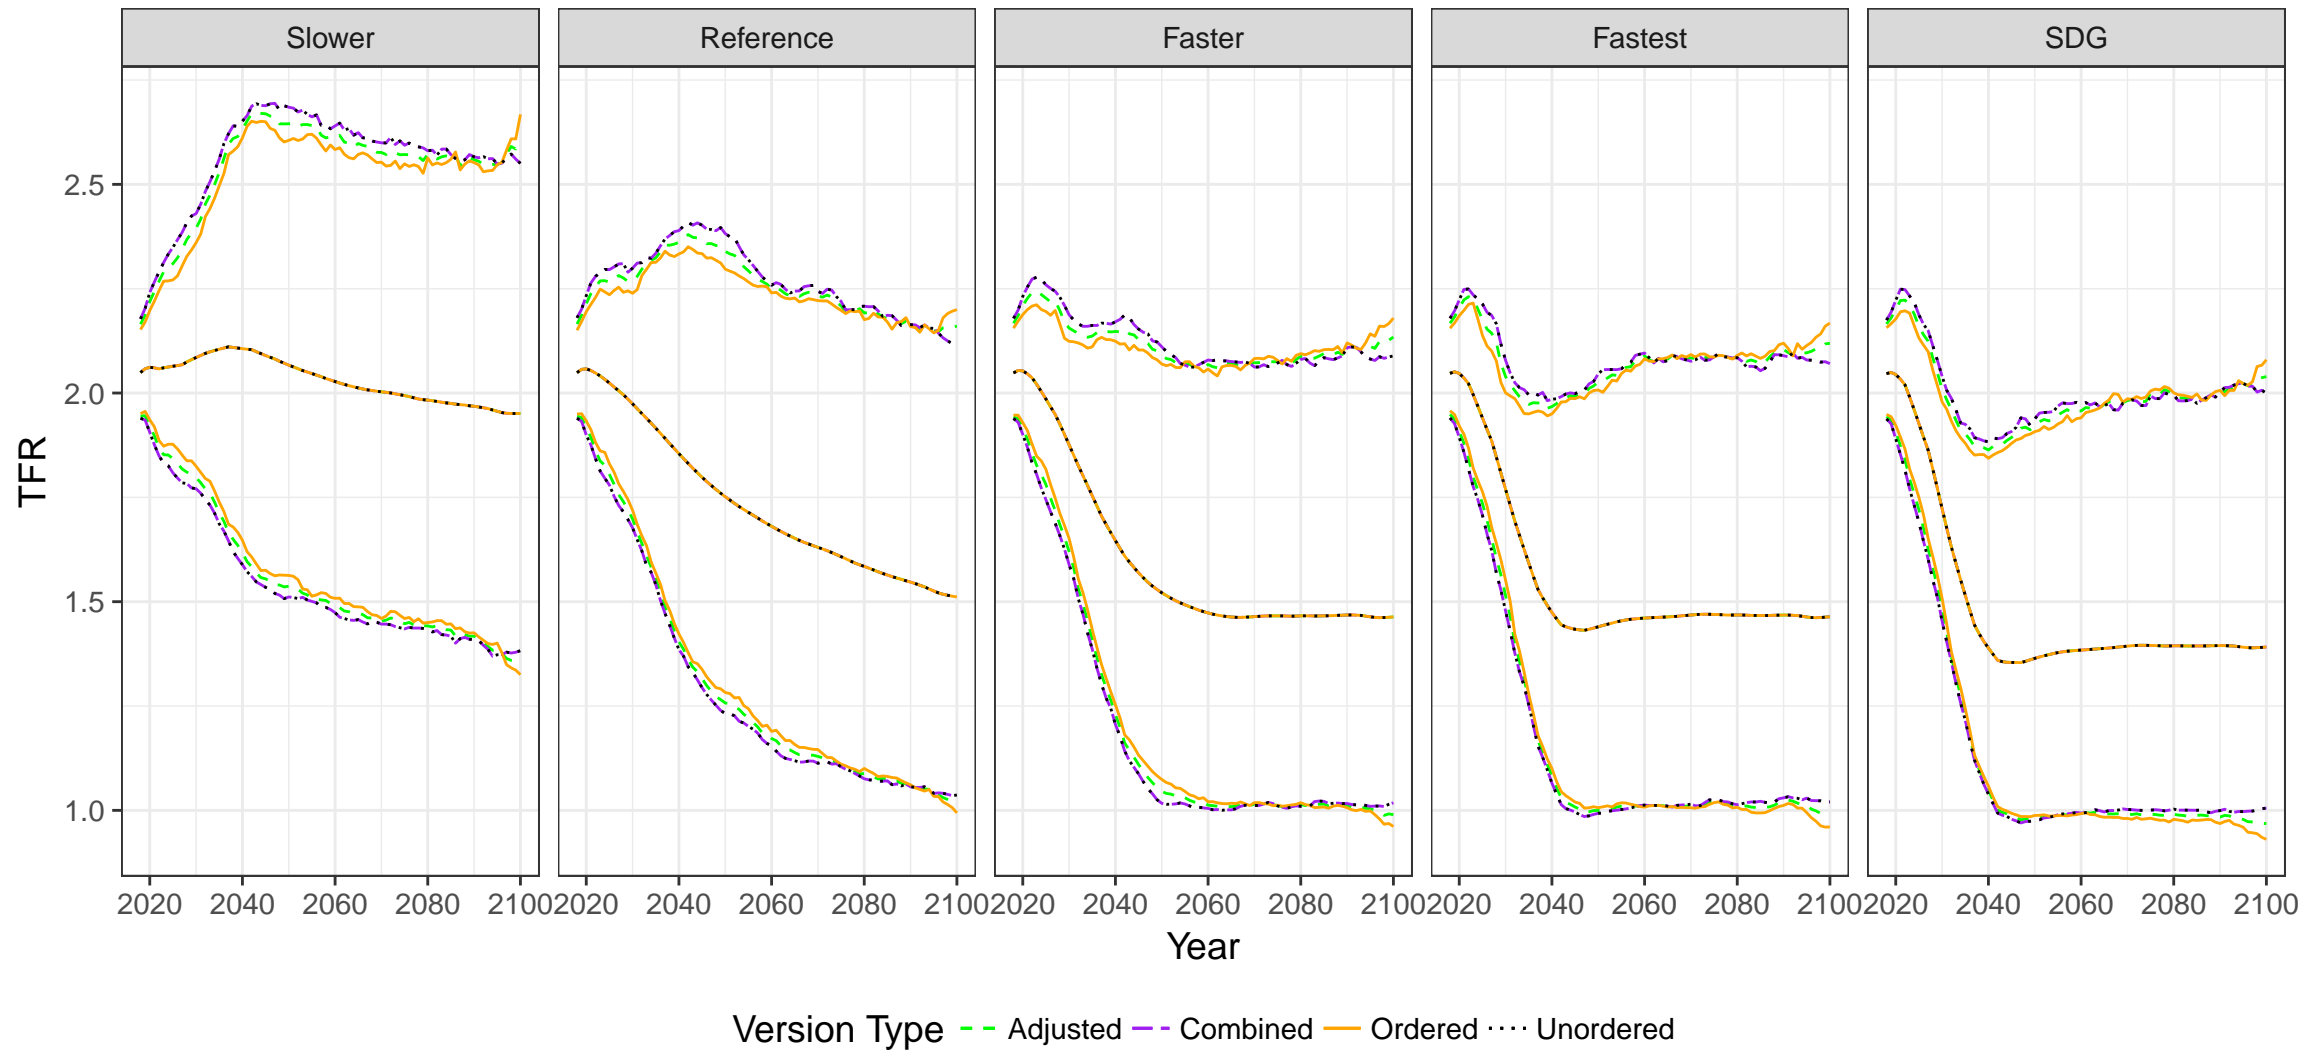 Slower Reference Faster Fastest SDG
2.5
2.0
1.5
1.0
TFR
2020 2040 2060 2080 2100 2020 2040 2060 2080 2100 2020 2040 2060 2080 2100 2020 2040 2060 2080 2100 2020 2040 2060 2080 2100
Year
Version Type Adjusted Combined Ordered Unordered